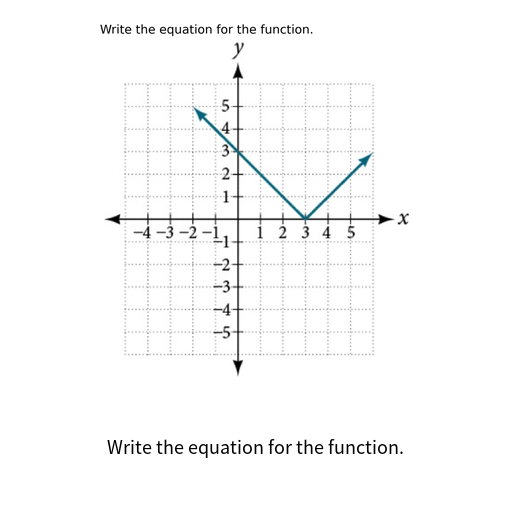 Write the equation for the function.
y
5
4
3
2
1
−4 −3 −2 −1 1 2 3 4 5 x
−1
−2
−3
−4
−5
Write the equation for the function.